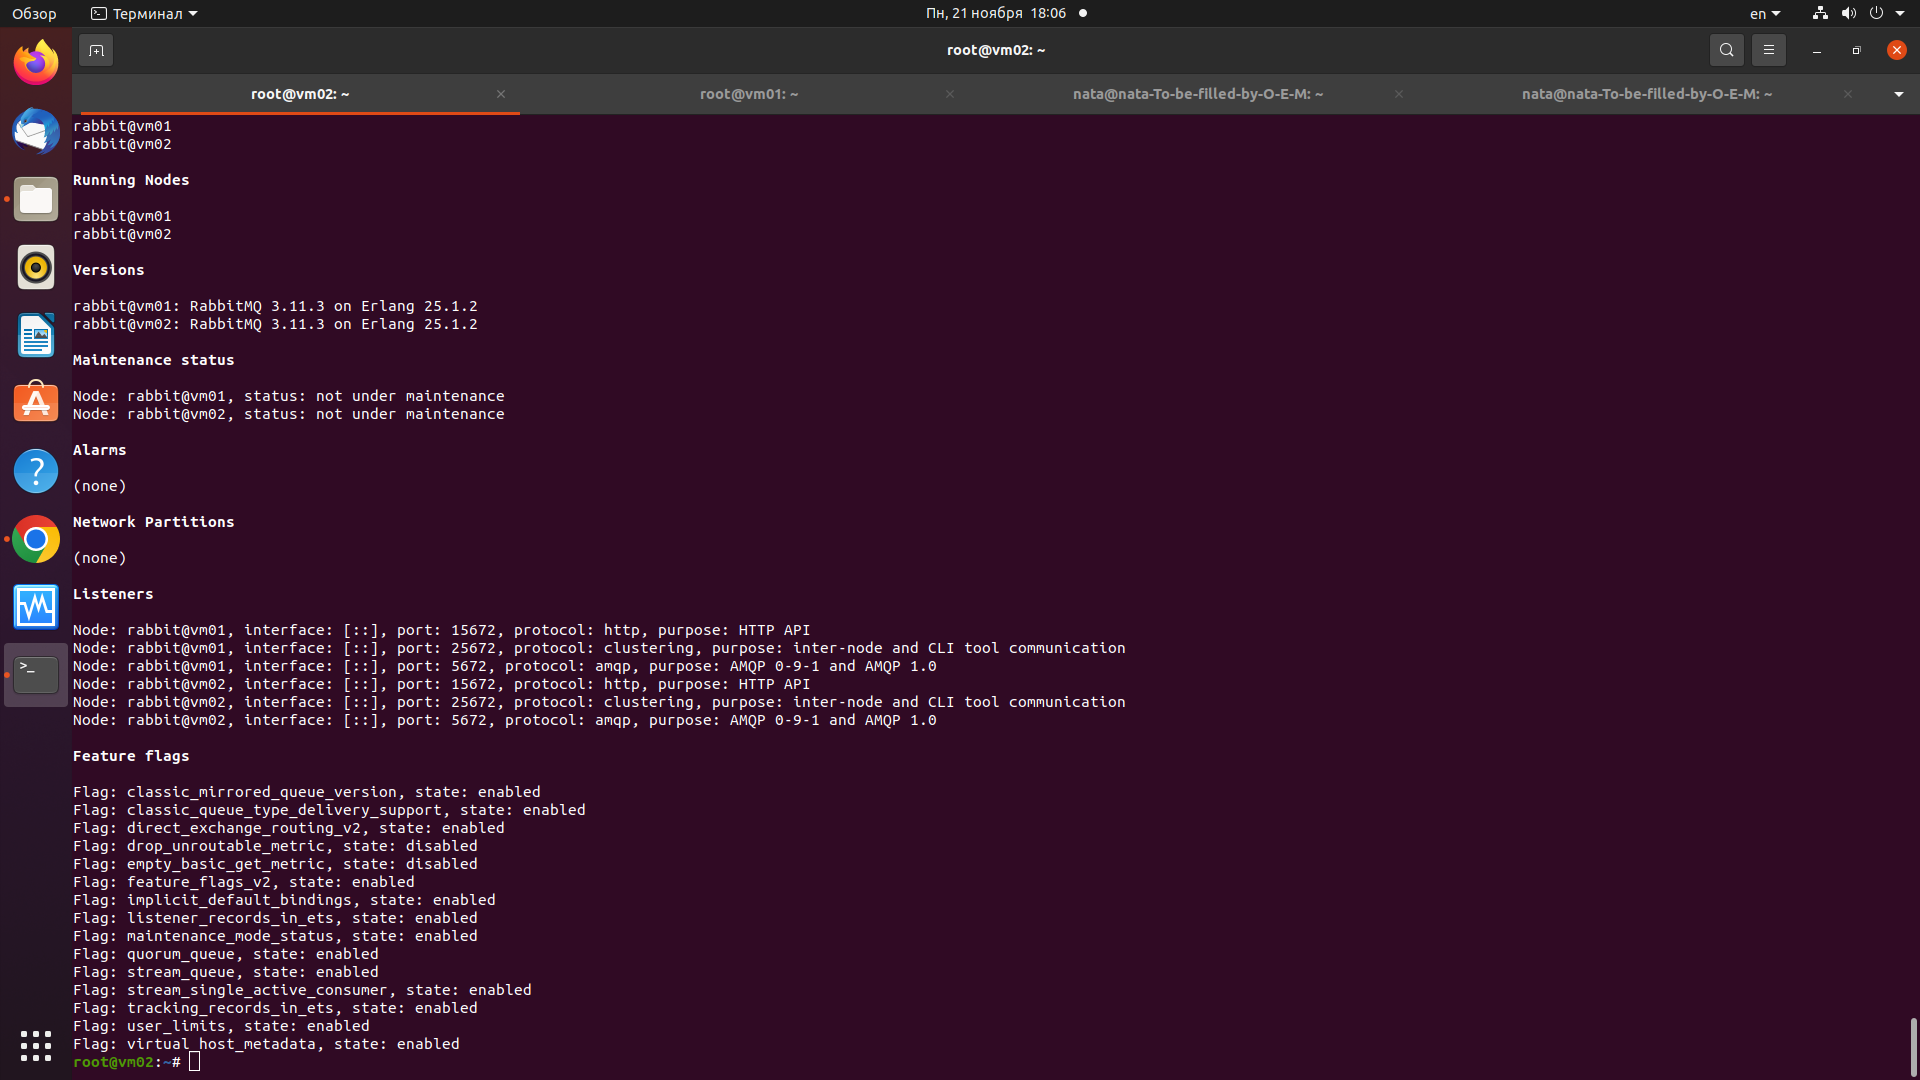 Обзор
Терминал
Пн, 21 ноября 18:06
en
root@vm02: ~
root@vm02: ~
root@vm01: ~
nata@nata-To-be-filled-by-O-E-M: ~
nata@nata-To-be-filled-by-O-E-M: ~
rabbit@vm01
rabbit@vm02
Running Nodes
rabbit@vm01
rabbit@vm02
Versions
rabbit@vm01: RabbitMQ 3.11.3 on Erlang 25.1.2
rabbit@vm02: RabbitMQ 3.11.3 on Erlang 25.1.2
Maintenance status
Node: rabbit@vm01, status: not under maintenance
Node: rabbit@vm02, status: not under maintenance
Alarms
(none)
Network Partitions
(none)
Listeners
Node: rabbit@vm01, interface: [::], port: 15672, protocol: http, purpose: HTTP API
Node: rabbit@vm01, interface: [::], port: 25672, protocol: clustering, purpose: inter-node and CLI tool communication
Node: rabbit@vm01, interface: [::], port: 5672, protocol: amqp, purpose: AMQP 0-9-1 and AMQP 1.0
Node: rabbit@vm02, interface: [::], port: 15672, protocol: http, purpose: HTTP API
Node: rabbit@vm02, interface: [::], port: 25672, protocol: clustering, purpose: inter-node and CLI tool communication
Node: rabbit@vm02, interface: [::], port: 5672, protocol: amqp, purpose: AMQP 0-9-1 and AMQP 1.0
Feature flags
Flag: classic_mirrored_queue_version, state: enabled
Flag: classic_queue_type_delivery_support, state: enabled
Flag: direct_exchange_routing_v2, state: enabled
Flag: drop_unroutable_metric, state: disabled
Flag: empty_basic_get_metric, state: disabled
Flag: feature_flags_v2, state: enabled
Flag: implicit_default_bindings, state: enabled
Flag: listener_records_in_ets, state: enabled
Flag: maintenance_mode_status, state: enabled
Flag: quorum_queue, state: enabled
Flag: stream_queue, state: enabled
Flag: stream_single_active_consumer, state: enabled
Flag: tracking_records_in_ets, state: enabled
Flag: user_limits, state: enabled
Flag: virtual_host_metadata, state: enabled
root@vm02:~#